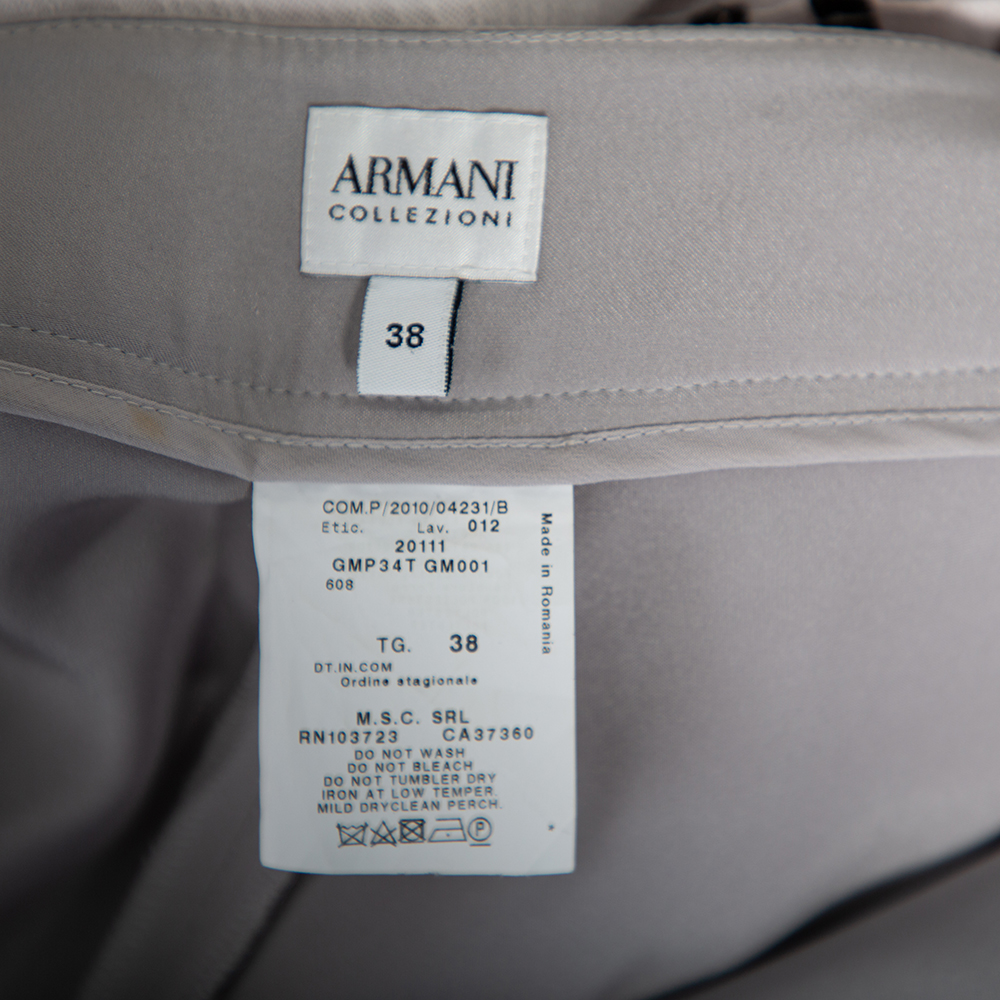 ARMANI
COLLEZIONI
38
COM.P/2010/04231/B
Etic. Lav. 012
20111
GMP34T GM001
608
Made in Romania
TG. 38
DT.IN.COM
Ordine stagionale
M.S.C. SRL
RN103723 CA37360
DO NOT WASH
DO NOT BLEACH
DO NOT TUMBLER DRY
IRON AT LOW TEMPER.
MILD DRYCLEAN PERCH.
P